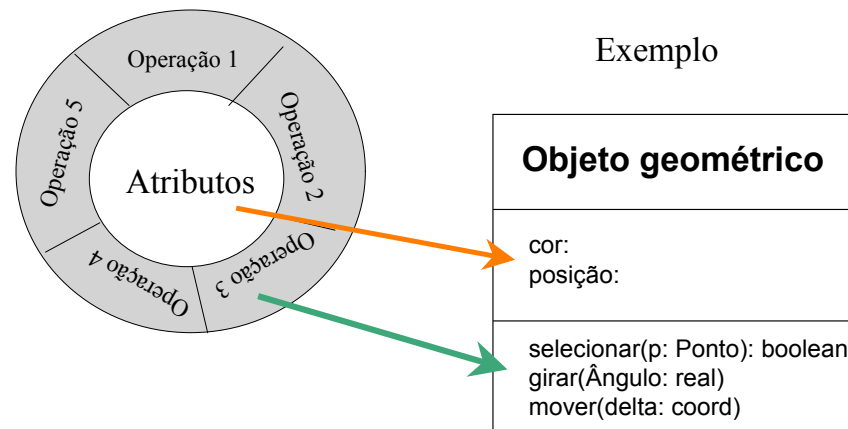 Operação 1
Operação 2
Operação 3
Operação 4
Operação 5
Atributos
Exemplo
Objeto geométrico
cor:
posição:
selecionar(p: Ponto): boolean
girar(Ângulo: real)
mover(delta: coord)